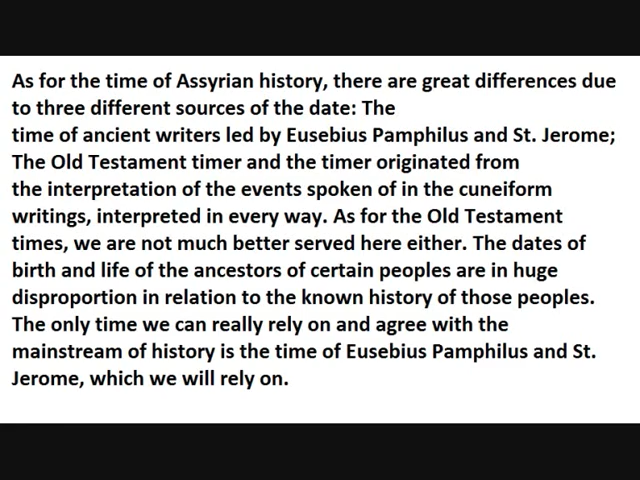 As for the time of Assyrian history, there are great differences due
to three different sources of the date: The
time of ancient writers led by Eusebius Pamphilus and St. Jerome;
The Old Testament timer and the timer originated from
the interpretation of the events spoken of in the cuneiform
writings, interpreted in every way. As for the Old Testament
times, we are not much better served here either. The dates of
birth and life of the ancestors of certain peoples are in huge
disproportion in relation to the known history of those peoples.
The only time we can really rely on and agree with the
mainstream of history is the time of Eusebius Pamphilus and St.
Jerome, which we will rely on.